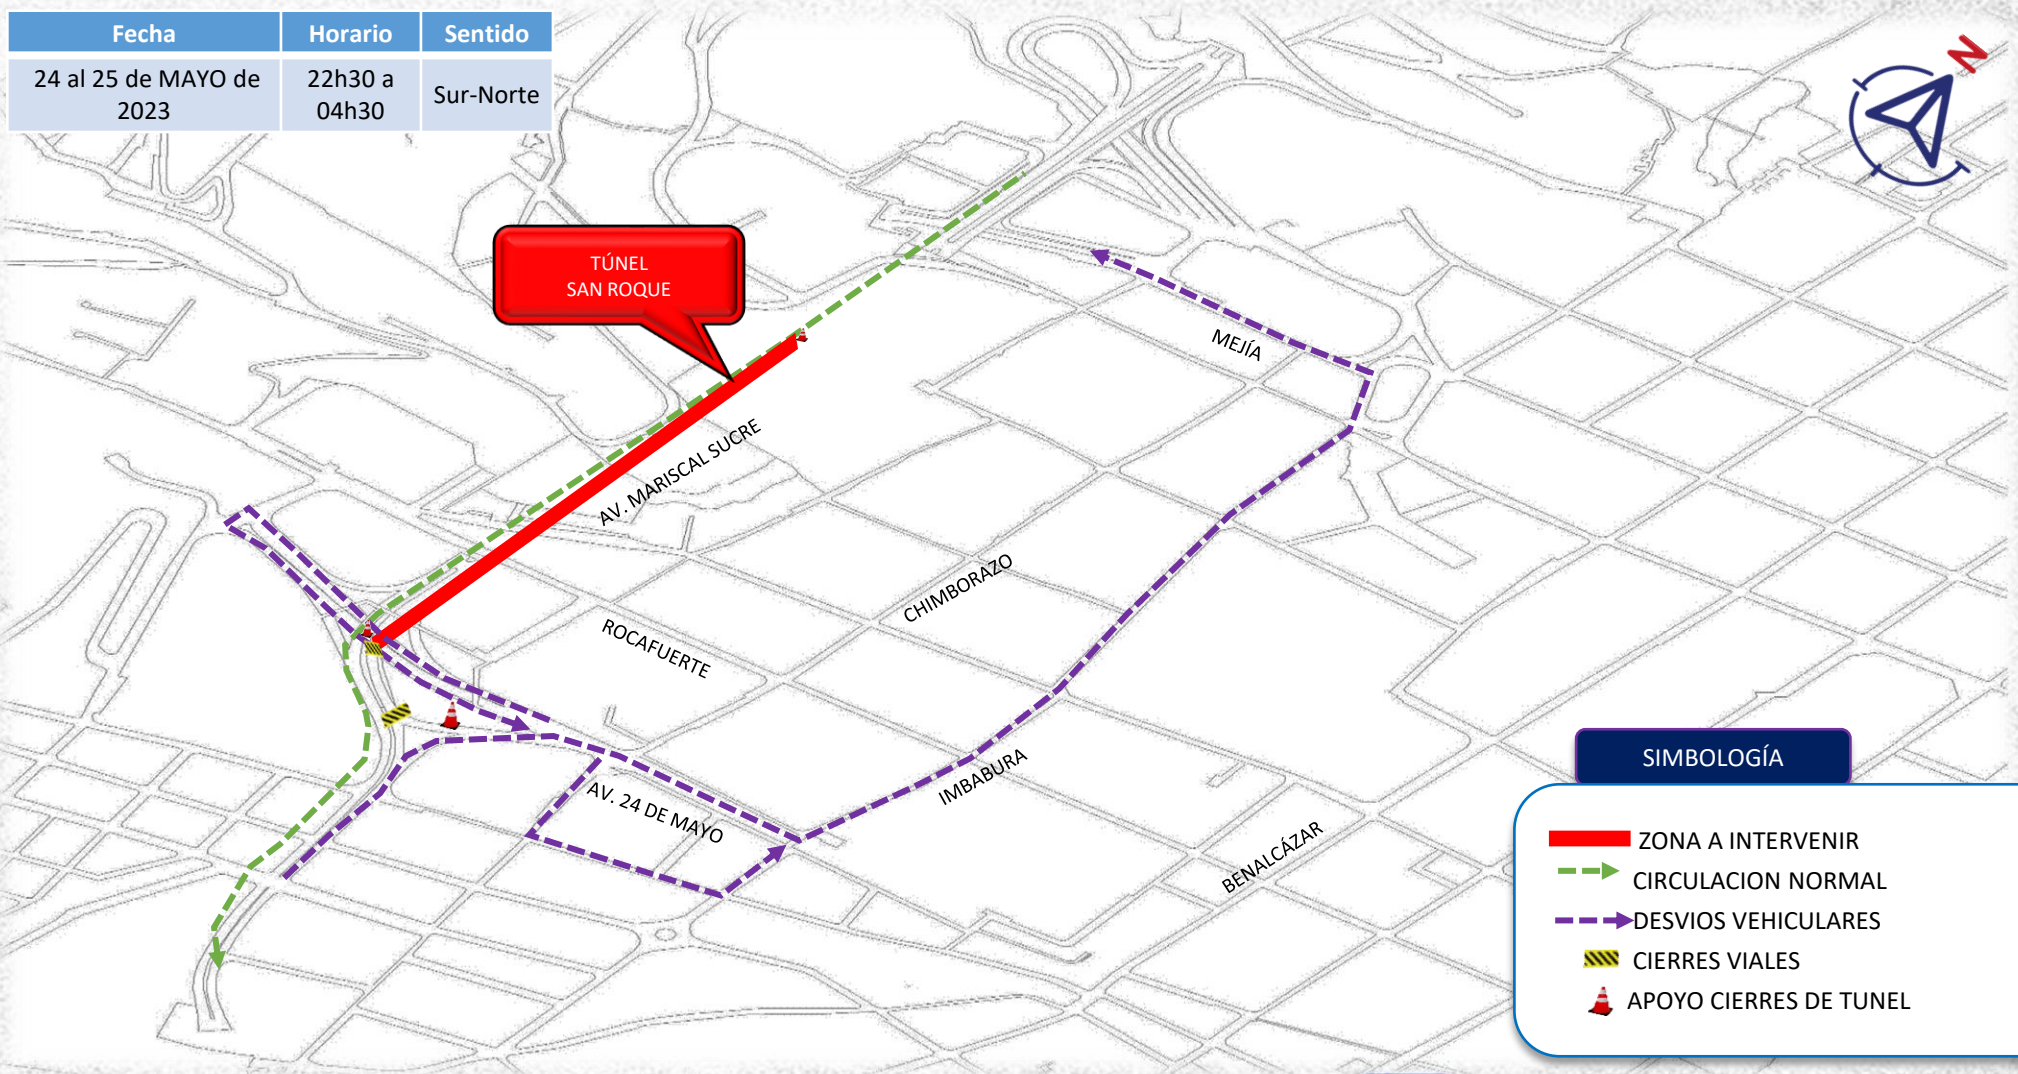 Fecha
Horario
Sentido
24 al 25 de MAYO de
2023
22h30 a
04h30
Sur-Norte
N
TÚNEL
SAN ROQUE
MEJÍA
AV. MARISCAL SUCRE
CHIMBORAZO
ROCAFUERTE
IMBABURA
AV. 24 DE MAYO
BENALCÁZAR
SIMBOLOGÍA
ZONA A INTERVENIR
CIRCULACION NORMAL
DESVIOS VEHICULARES
CIERRES VIALES
APOYO CIERRES DE TUNEL